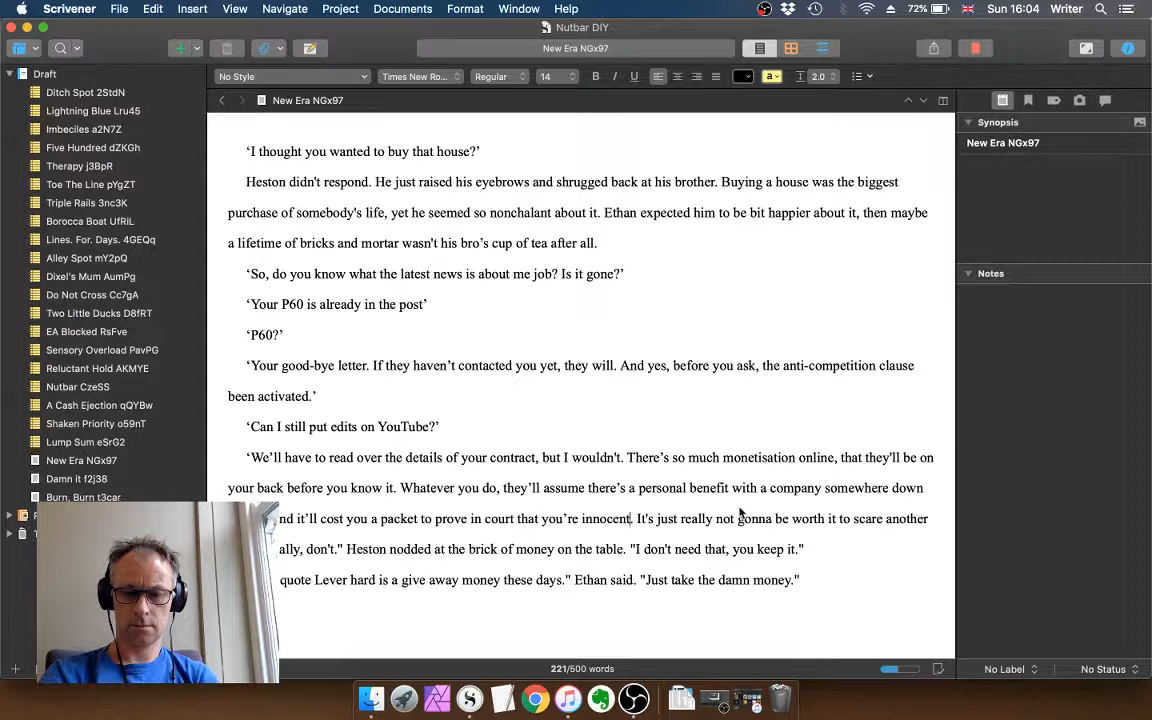 Scrivener File Edit Insert View Navigate Project Documents Format Window Help 72% Sun 16:04 Writer
Nutbar DIY
New Era NGx97
Draft
Ditch Spot 2StdN
Lightning Blue Lru45
Imbeciles a2N7Z
Five Hundred dZKGh
Therapy j3BpR
Toe The Line pYgZT
Triple Rails 3nc3K
Borocca Boat UfRiL
Lines. For. Days. 4GEQq
Alley Spot mY2pQ
Dixel's Mum AumPg
Do Not Cross Cc7gA
Two Little Ducks D8fRT
EA Blocked RsFve
Sensory Overload PavPG
Reluctant Hold AKMYE
Nutbar CzeSS
A Cash Ejection qQYBw
Shaken Priority o59nT
Lump Sum eSrG2
New Era NGx97
Damn it f2j38
Burn, Burn t3car
No Style Times New Ro... Regular 14 B I U a 2.0
New Era NGx97
‘I thought you wanted to buy that house?’
Heston didn't respond. He just raised his eyebrows and shrugged back at his brother. Buying a house was the biggest
purchase of somebody's life, yet he seemed so nonchalant about it. Ethan expected him to be bit happier about it, then maybe
a lifetime of bricks and mortar wasn't his bro’s cup of tea after all.
‘So, do you know what the latest news is about me job? Is it gone?’
‘Your P60 is already in the post’
‘P60?’
‘Your good-bye letter. If they haven’t contacted you yet, they will. And yes, before you ask, the anti-competition clause
been activated.’
‘Can I still put edits on YouTube?’
‘We’ll have to read over the details of your contract, but I wouldn't. There’s so much monetisation online, that they'll be on
your back before you know it. Whatever you do, they’ll assume there’s a personal benefit with a company somewhere down
nd it’ll cost you a packet to prove in court that you’re innocent. It's just really not gonna be worth it to scare another
ally, don't." Heston nodded at the brick of money on the table. "I don't need that, you keep it."
quote Lever hard is a give away money these days." Ethan said. "Just take the damn money."
221/500 words
Synopsis
New Era NGx97
Notes
No Label No Status